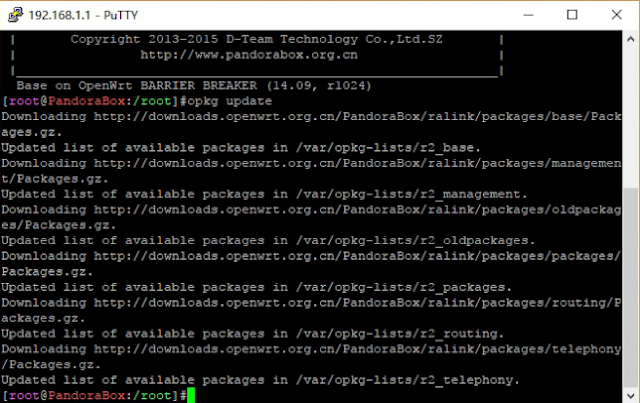 192.168.1.1 - PuTTY
| Copyright 2013-2015 D-Team Technology Co.,Ltd.SZ |
| http://www.pandorabox.org.cn |
|______________________________________________________|
Base on OpenWrt BARRIER BREAKER (14.09, r1024)
[root@PandoraBox:/root]#opkg update
Downloading http://downloads.openwrt.org.cn/PandoraBox/ralink/packages/base/Pack
ages.gz.
Updated list of available packages in /var/opkg-lists/r2_base.
Downloading http://downloads.openwrt.org.cn/PandoraBox/ralink/packages/managemen
t/Packages.gz.
Updated list of available packages in /var/opkg-lists/r2_management.
Downloading http://downloads.openwrt.org.cn/PandoraBox/ralink/packages/oldpackag
es/Packages.gz.
Updated list of available packages in /var/opkg-lists/r2_oldpackages.
Downloading http://downloads.openwrt.org.cn/PandoraBox/ralink/packages/packages/
Packages.gz.
Updated list of available packages in /var/opkg-lists/r2_packages.
Downloading http://downloads.openwrt.org.cn/PandoraBox/ralink/packages/routing/P
ackages.gz.
Updated list of available packages in /var/opkg-lists/r2_routing.
Downloading http://downloads.openwrt.org.cn/PandoraBox/ralink/packages/telephony
/Packages.gz.
Updated list of available packages in /var/opkg-lists/r2_telephony.
[root@PandoraBox:/root]#